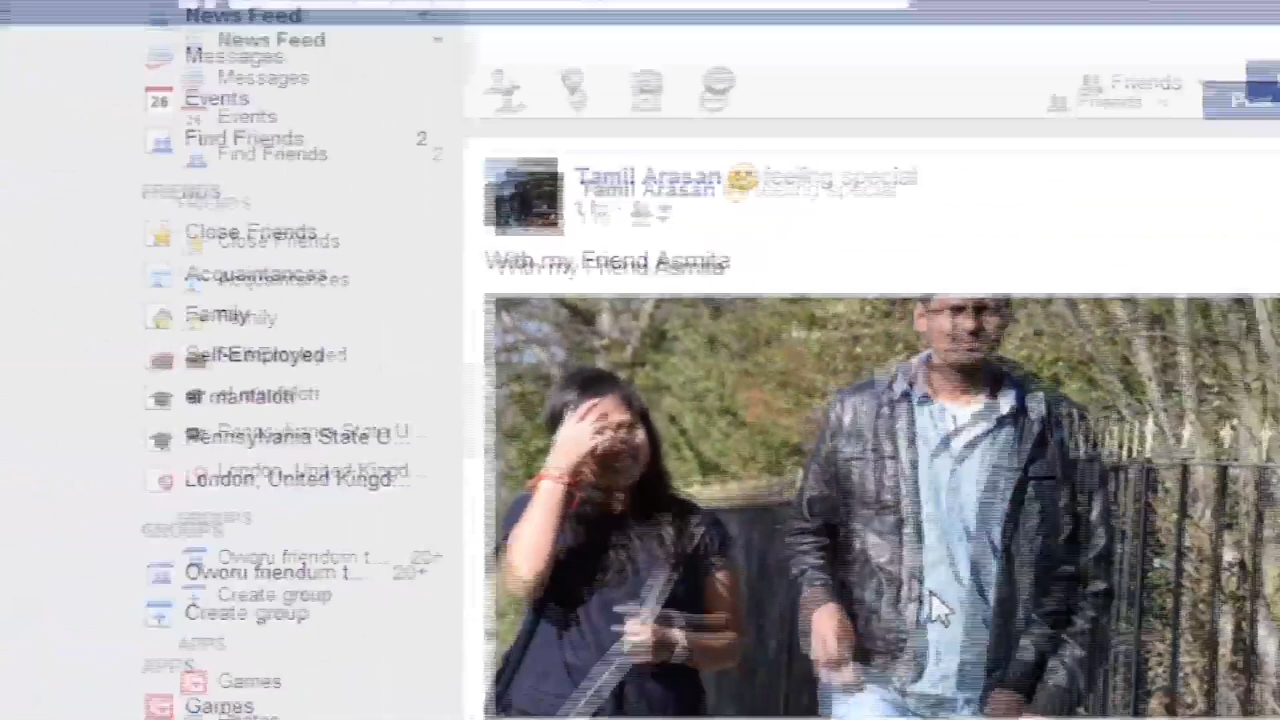 News Feed
Messages
26 Events
Find Friends 2
FRIENDS
Close Friends
Acquaintances
Family
Self-Employed
Pennsylvania State U...
London, United Kingd...
GROUPS
Oworu friendum t... 20+
Create group
APPS
Games
Friends
Tamil Arasan feeling special
With my Friend Asmita